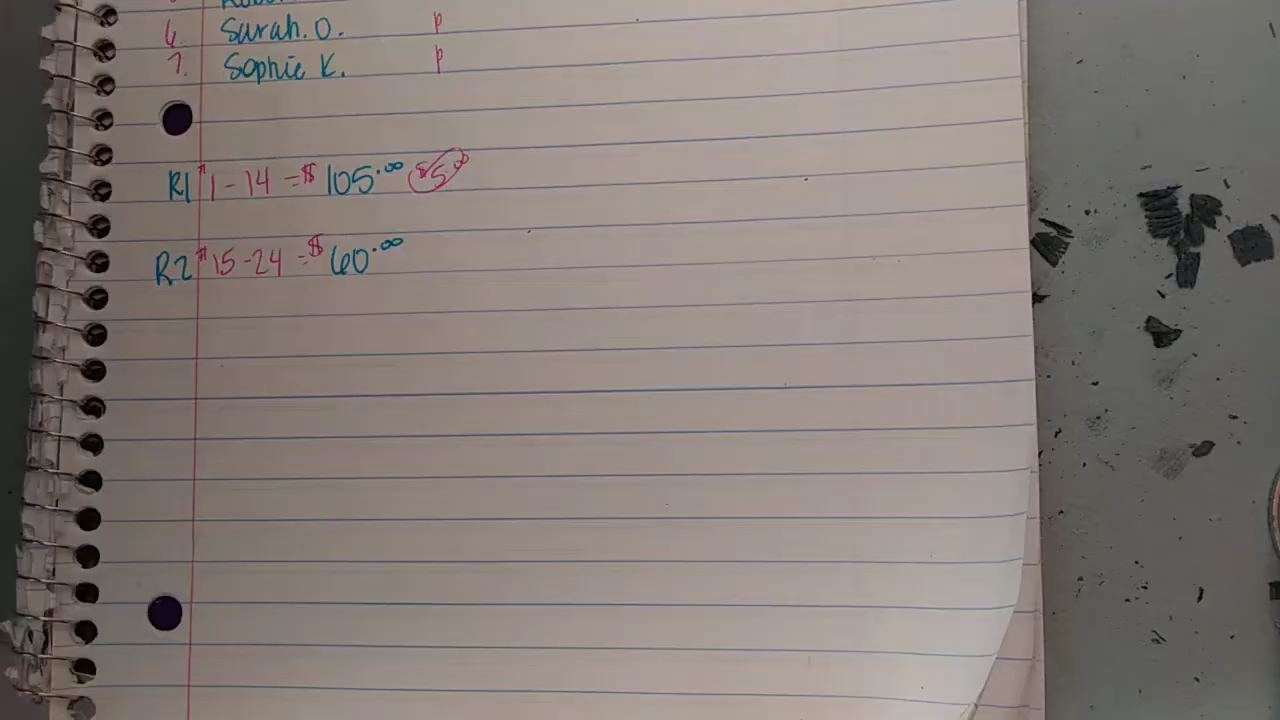 6. Sarah. O. P
7. Sophie K. P
R1 #1-14 = $105.00 $5.00
R2 #15-24 = $60.00